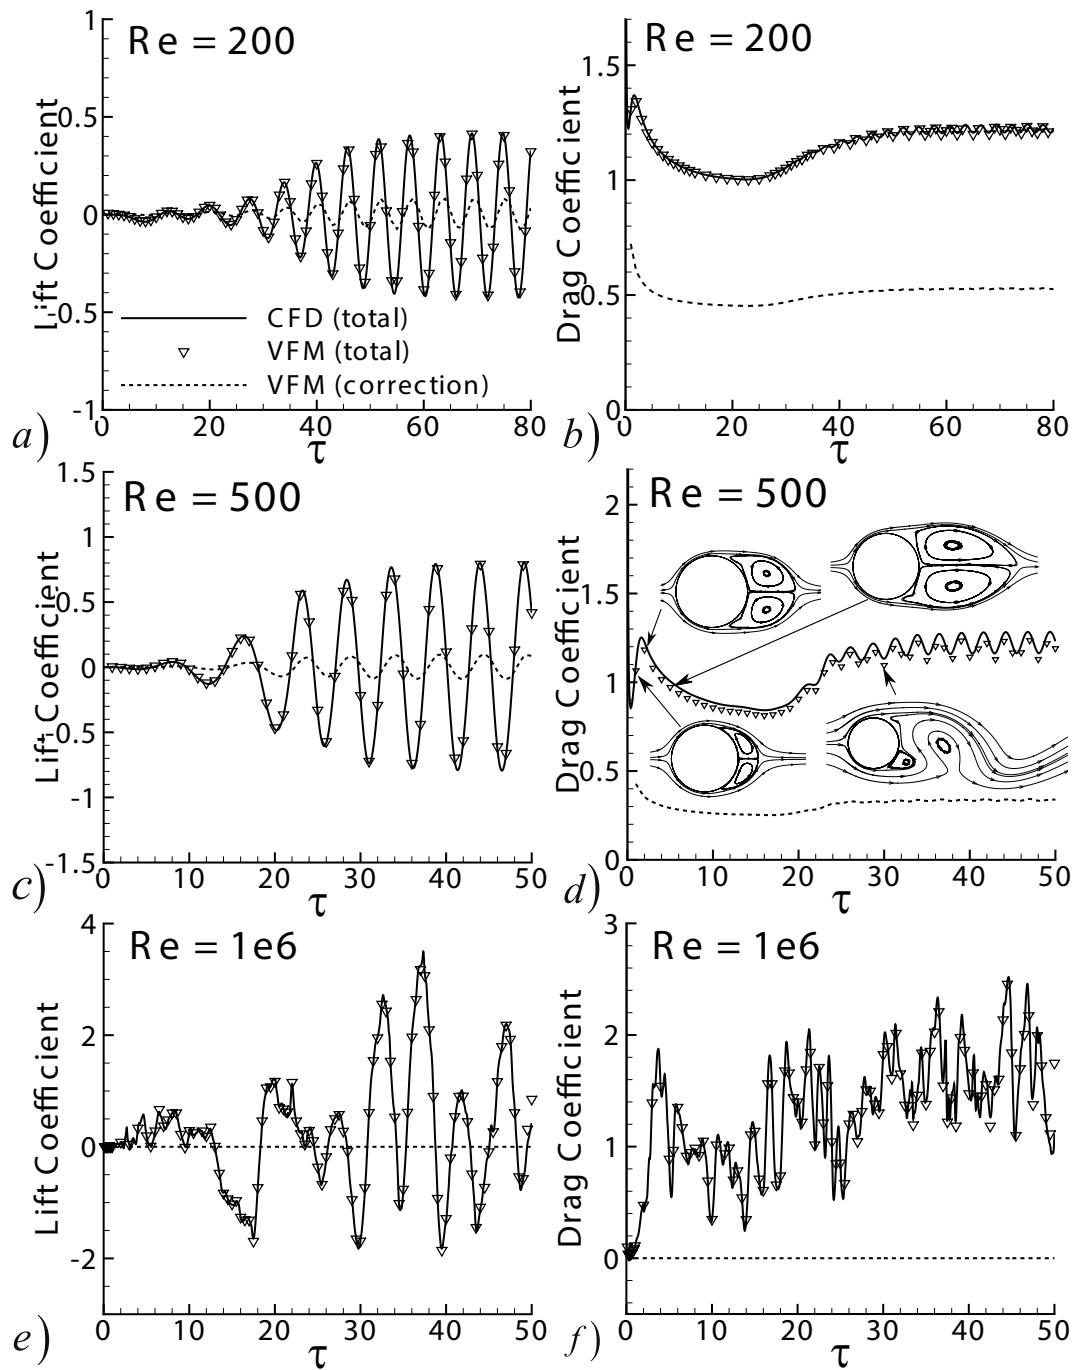 Re = 200
1
0.5
0
-0.5
-1
Lift Coefficient
CFD (total)
VFM (total)
VFM (correction)
0 20 40 60 80
τ
a)
Re = 200
1.5
1
0.5
0
Drag Coefficient
0 20 40 60 80
τ
b)
Re = 500
1.5
1
0.5
0
-0.5
-1
-1.5
Lift Coefficient
0 10 20 30 40 50
τ
c)
Re = 500
2
1.5
1
0.5
0
Drag Coefficient
0 10 20 30 40 50
τ
d)
Re = 1e6
4
2
0
-2
Lift Coefficient
0 10 20 30 40 50
τ
e)
Re = 1e6
3
2
1
0
Drag Coefficient
0 10 20 30 40 50
τ
f)